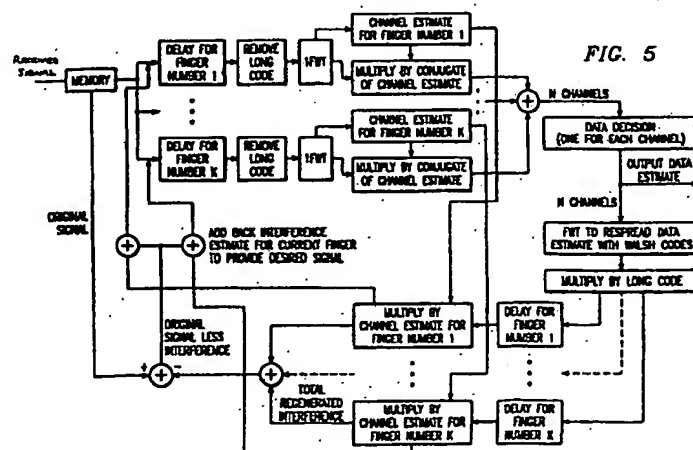 FIG. 5
RECEIVED
SIGNAL
MEMORY
DELAY FOR
FINGER
NUMBER 1
REMOVE
LONG
CODE
IFWT
CHANNEL ESTIMATE
FOR FINGER NUMBER 1
MULTIPLY BY CONJUGATE
OF CHANNEL ESTIMATE
DELAY FOR
FINGER
NUMBER K
REMOVE
LONG
CODE
IFWT
CHANNEL ESTIMATE
FOR FINGER NUMBER K
MULTIPLY BY CONJUGATE
OF CHANNEL ESTIMATE
+
N CHANNELS
DATA DECISION
(ONE FOR EACH CHANNEL)
OUTPUT DATA
ESTIMATE
N CHANNELS
FWT TO RESPREAD DATA
ESTIMATE WITH WALSH CODES
MULTIPLY BY LONG CODE
ORIGINAL
SIGNAL
+
+
ADD BACK INTERFERENCE
ESTIMATE FOR CURRENT FINGER
TO PROVIDE DESIRED SIGNAL
ORIGINAL
SIGNAL LESS
INTERFERENCE
+
+
-
+
TOTAL
REGENERATED
INTERFERENCE
MULTIPLY BY
CHANNEL ESTIMATE FOR
FINGER NUMBER 1
DELAY FOR
FINGER
NUMBER 1
MULTIPLY BY
CHANNEL ESTIMATE FOR
FINGER NUMBER K
DELAY FOR
FINGER
NUMBER K